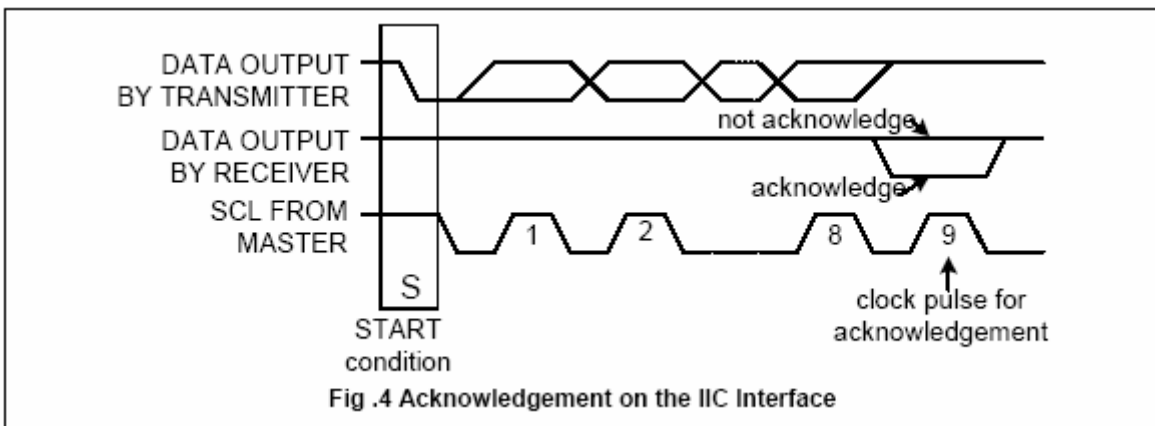 DATA OUTPUT
BY TRANSMITTER
not acknowledge
DATA OUTPUT
BY RECEIVER
acknowledge
SCL FROM
MASTER
1
2
8
9
S
START
condition
clock pulse for
acknowledgement
Fig .4 Acknowledgement on the IIC Interface